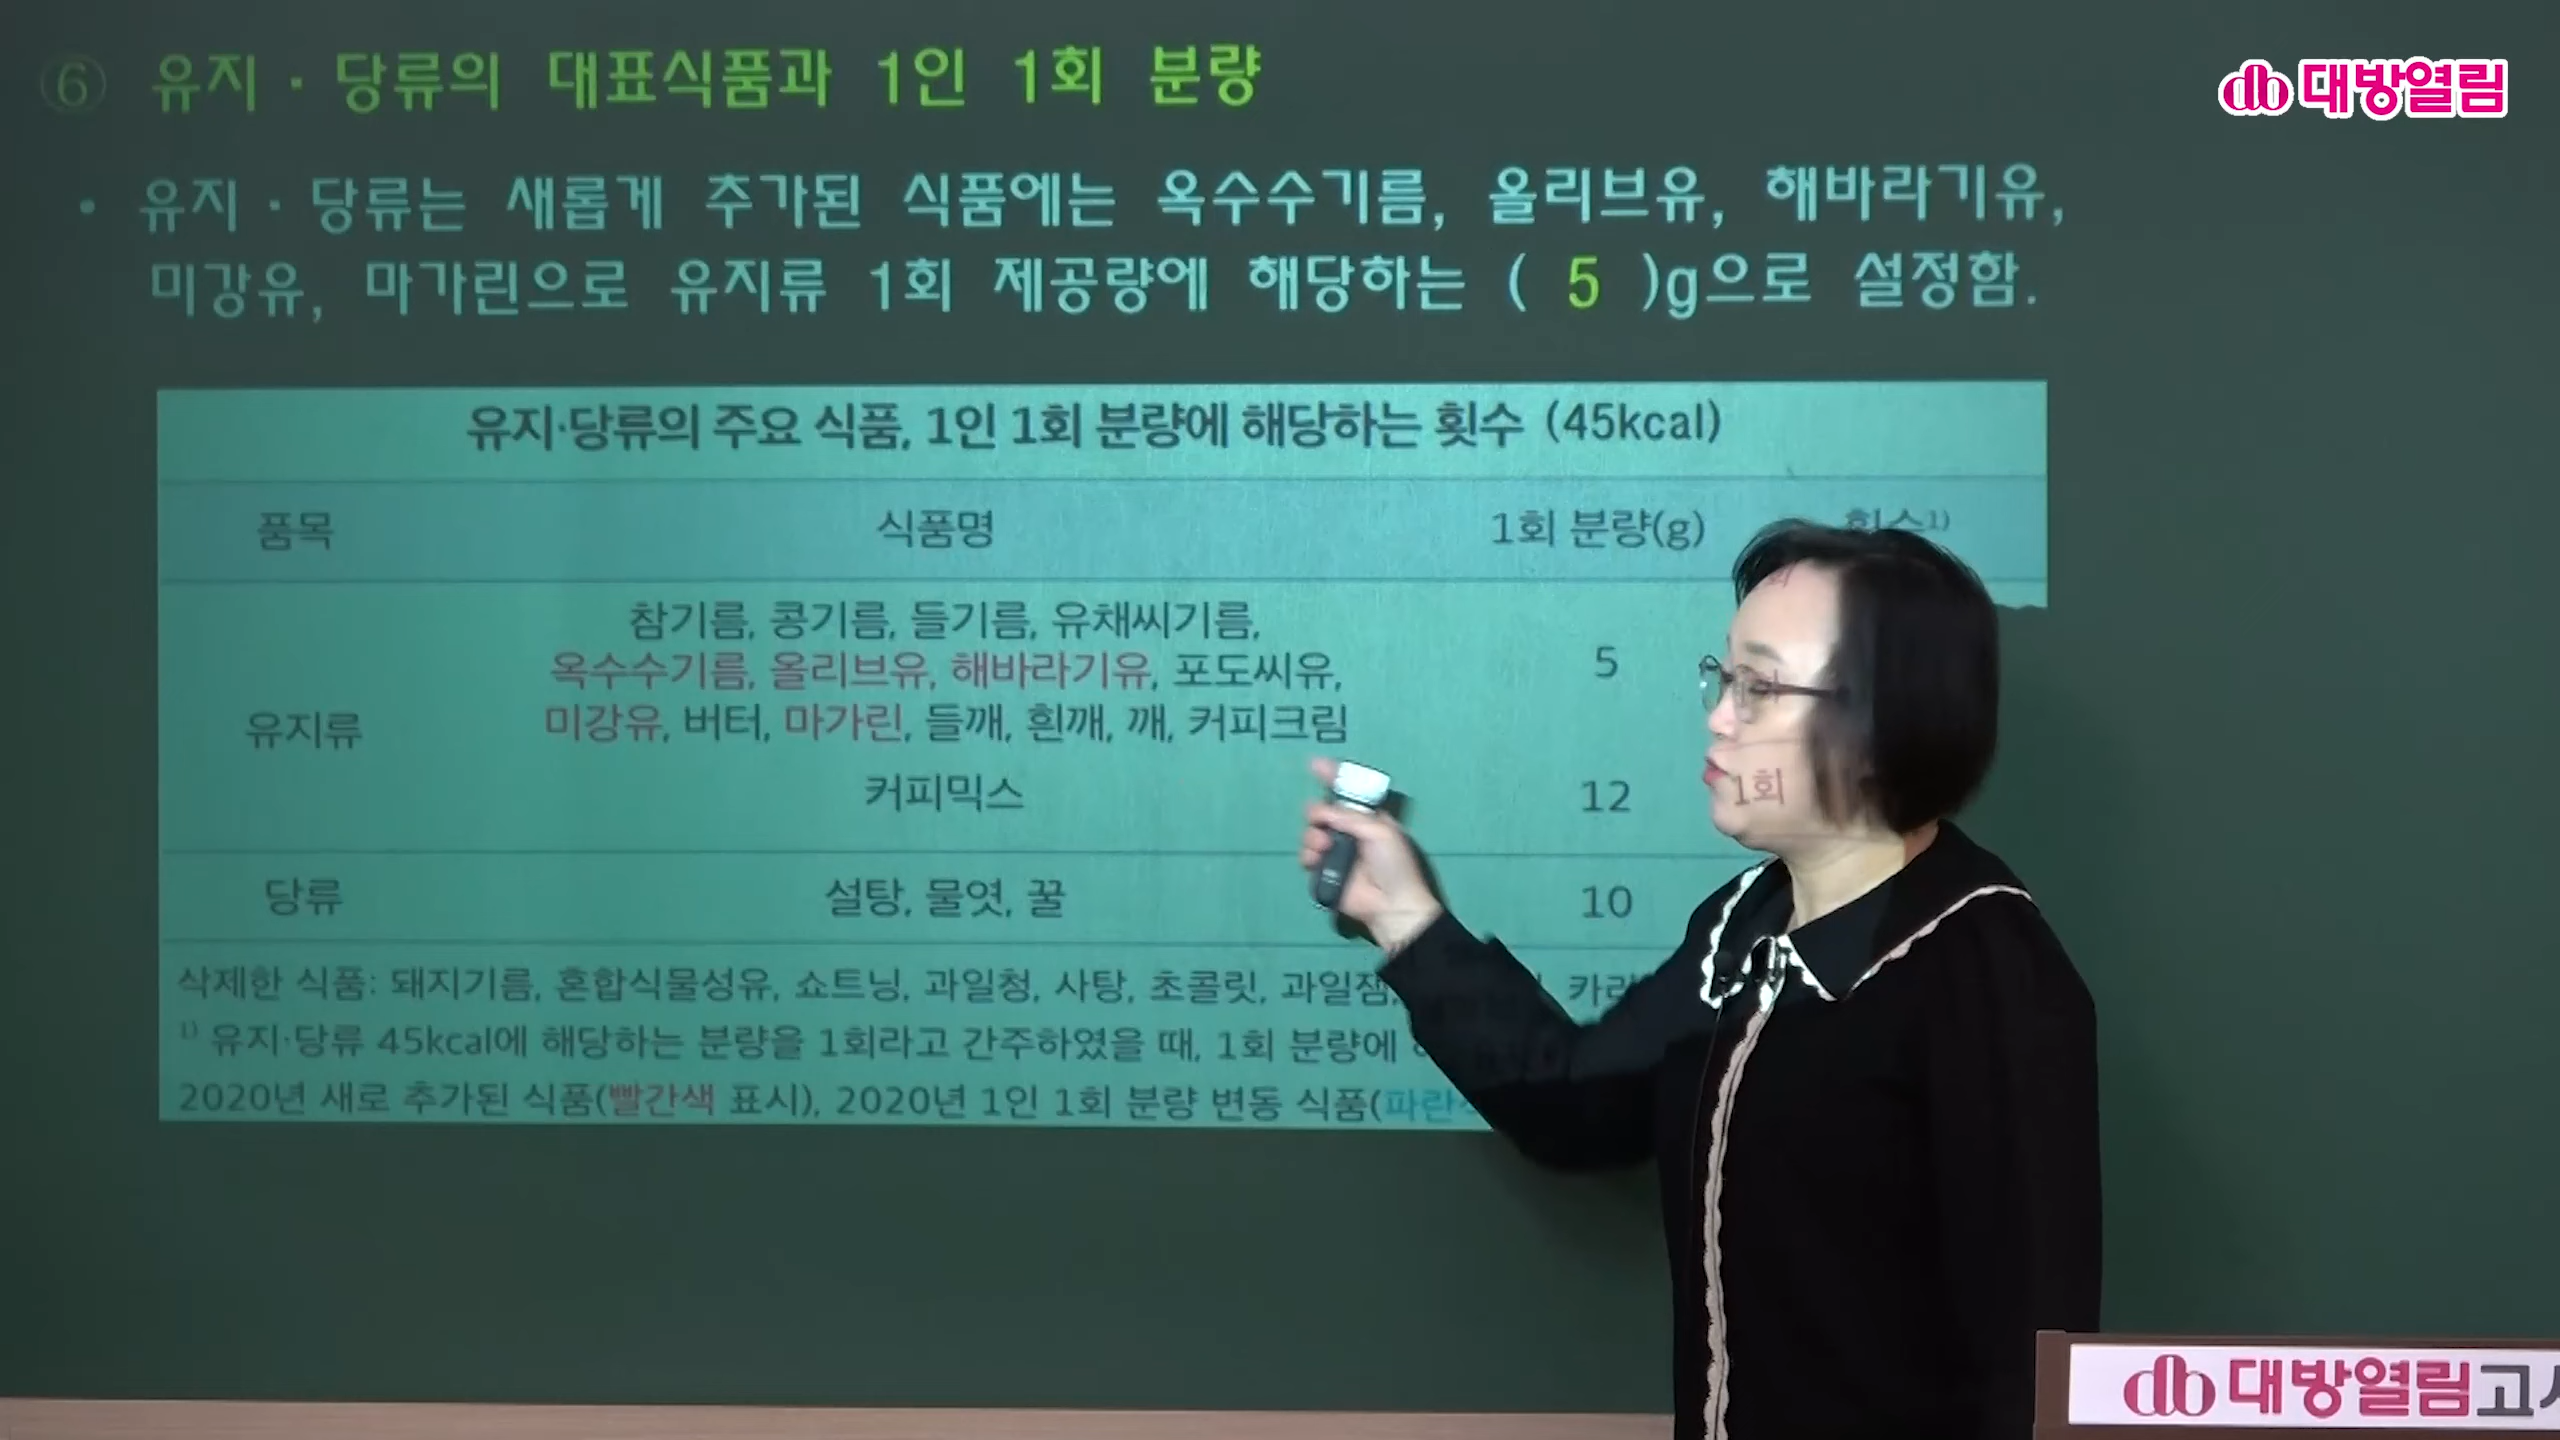 대방열림
⑥ 유지·당류의 대표식품과 1인 1회 분량
• 유지·당류는 새롭게 추가된 식품에는 옥수수기름, 올리브유, 해바라기유,
미강유, 마가린으로 유지류 1회 제공량에 해당하는 ( 5 )g으로 설정함.
유지·당류의 주요 식품, 1인 1회 분량에 해당하는 횟수 (45kcal)
품목 식품명 1회 분량(g) 횟수¹⁾
참기름, 콩기름, 들기름, 유채씨기름,
옥수수기름, 올리브유, 해바라기유, 포도씨유, 5
유지류 미강유, 버터, 마가린, 들깨, 흰깨, 깨, 커피크림
커피믹스 12 1회
당류 설탕, 물엿, 꿀 10
삭제한 식품: 돼지기름, 혼합식물성유, 쇼트닝, 과일청, 사탕, 초콜릿, 과일잼,
¹⁾ 유지·당류 45kcal에 해당하는 분량을 1회라고 간주하였을 때, 1회 분량에
2020년 새로 추가된 식품(빨간색 표시), 2020년 1인 1회 분량 변동 식품(파란
대방열림고